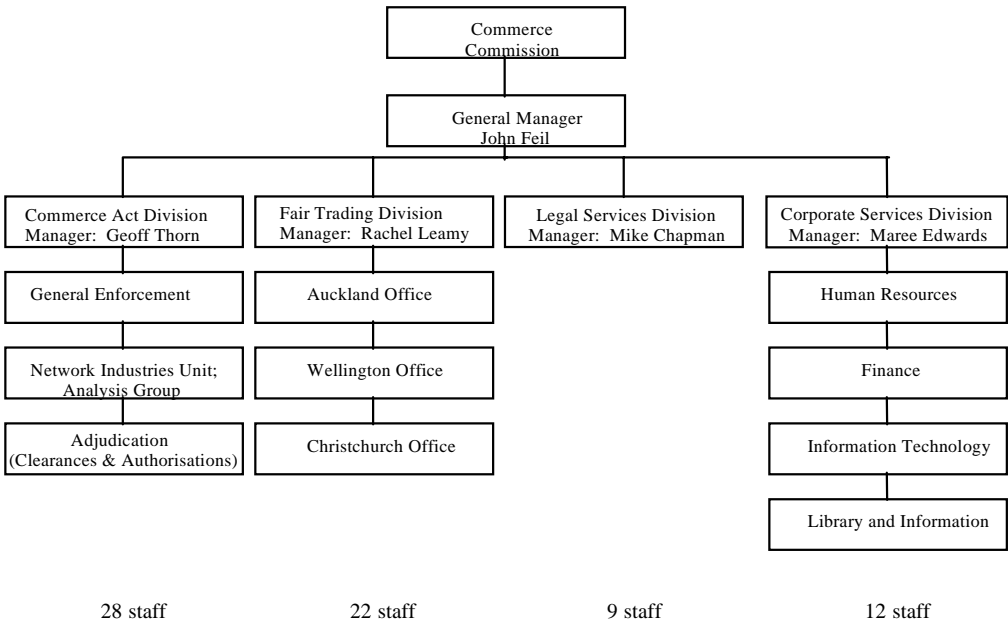 Commerce
Commission
General Manager
John Feil
Commerce Act Division
Manager: Geoff Thorn
Fair Trading Division
Manager: Rachel Leamy
Legal Services Division
Manager: Mike Chapman
Corporate Services Division
Manager: Maree Edwards
General Enforcement
Auckland Office
Human Resources
Network Industries Unit;
Analysis Group
Wellington Office
Finance
Adjudication
(Clearances & Authorisations)
Christchurch Office
Information Technology
Library and Information
28 staff
22 staff
9 staff
12 staff